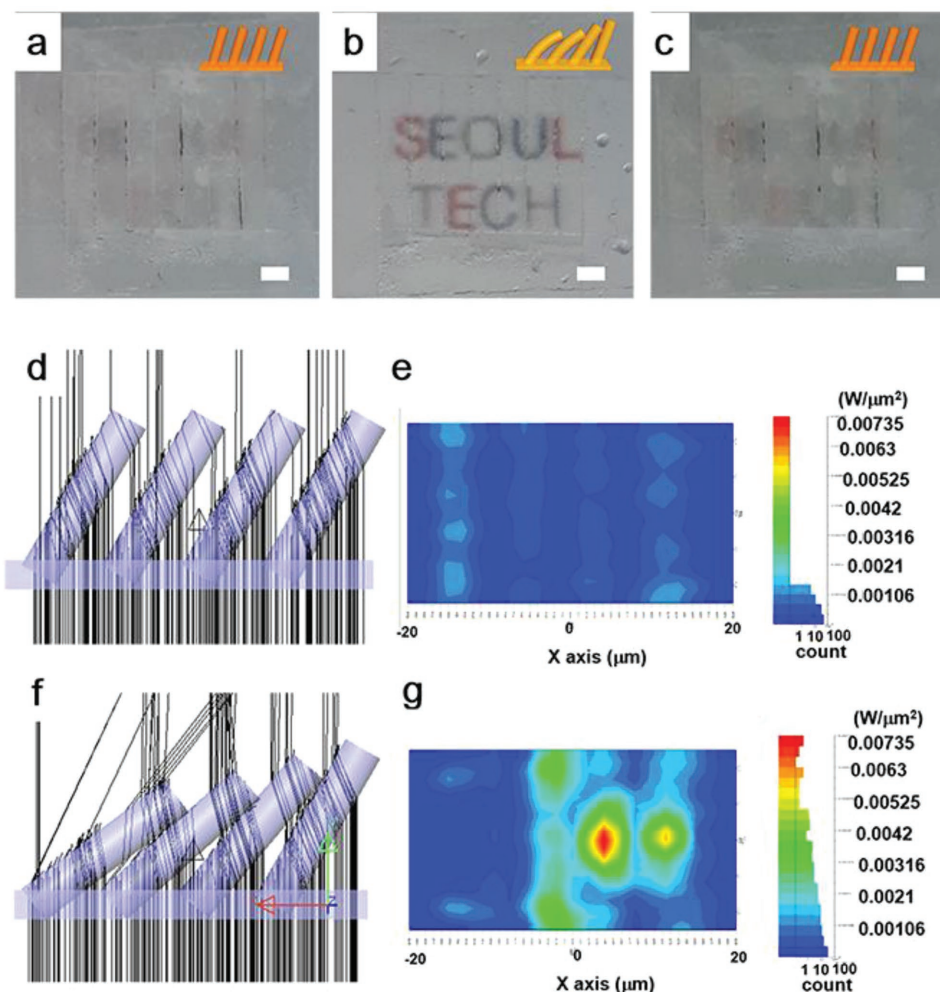 a
b
c
SEOUL
TECH
d
e
(W/μm²)
0.00735
0.0063
0.00525
0.0042
0.00316
0.0021
0.00106
1 10 100
count
-20
0
20
X axis (μm)
f
g
(W/μm²)
0.00735
0.0063
0.00525
0.0042
0.00316
0.0021
0.00106
1 10 100
count
-20
0
20
X axis (μm)